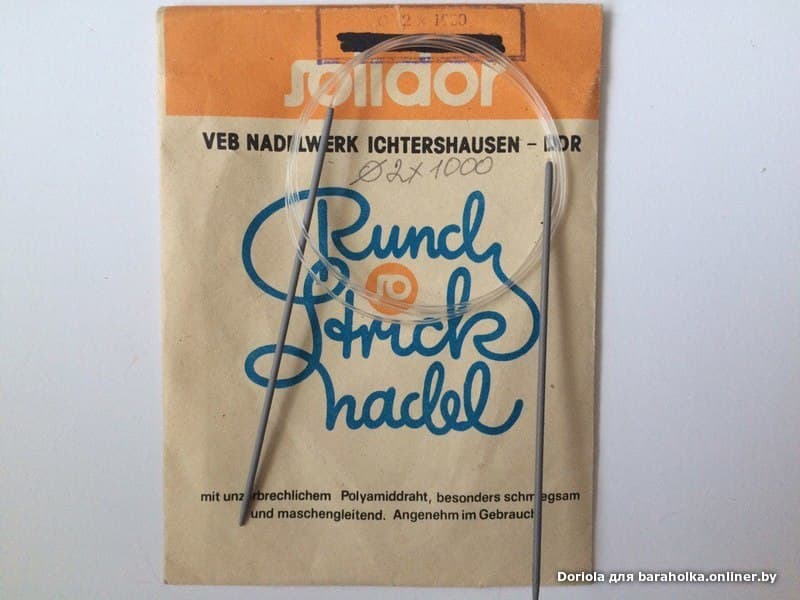 solidor
VEB NADELWERK ICHTERSHAUSEN – DDR
Ø 2 x 1000
Rund
Strick
nadel
mit unzerbrechlichem Polyamiddraht, besonders schmiegsam
und maschengleitend. Angenehm im Gebrauch
Doriola для baraholka.onliner.by